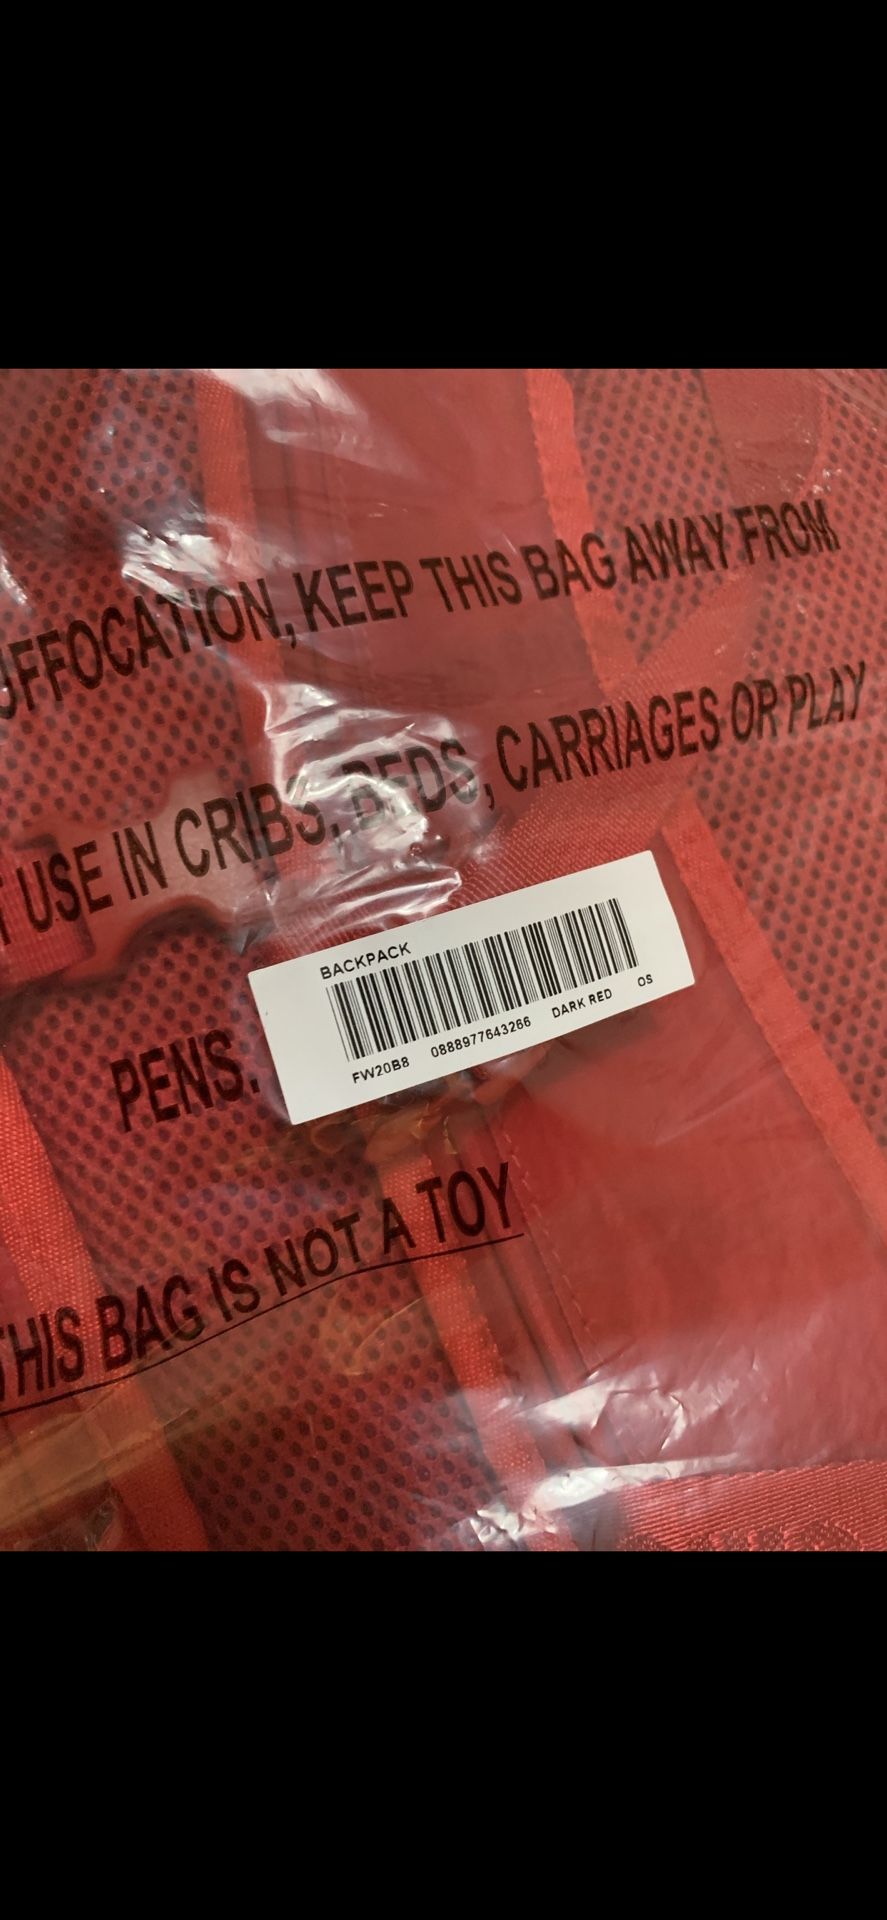 UFFOCATION, KEEP THIS BAG AWAY FROM
T USE IN CRIBS, BEDS, CARRIAGES OR PLAY
PENS.
BACKPACK
FW20B8 0888977643266 DARK RED OS
THIS BAG IS NOT A TOY